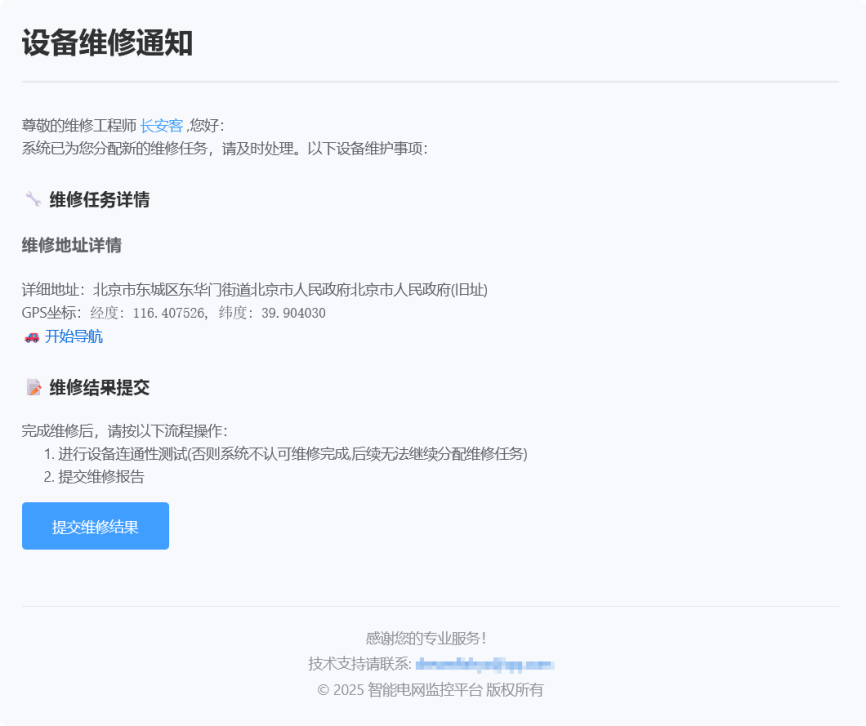 设备维修通知
尊敬的维修工程师 长安客 ,您好：
系统已为您分配新的维修任务，请及时处理。以下设备维护事项：
维修任务详情
维修地址详情
详细地址：北京市东城区东华门街道北京市人民政府北京市人民政府(旧址)
GPS坐标：经度：116.407526, 纬度：39.904030
开始导航
维修结果提交
完成维修后，请按以下流程操作：
1. 进行设备连通性测试(否则系统不认可维修完成,后续无法继续分配维修任务)
2. 提交维修报告
提交维修结果
感谢您的专业服务！
技术支持请联系:
© 2025 智能电网监控平台 版权所有